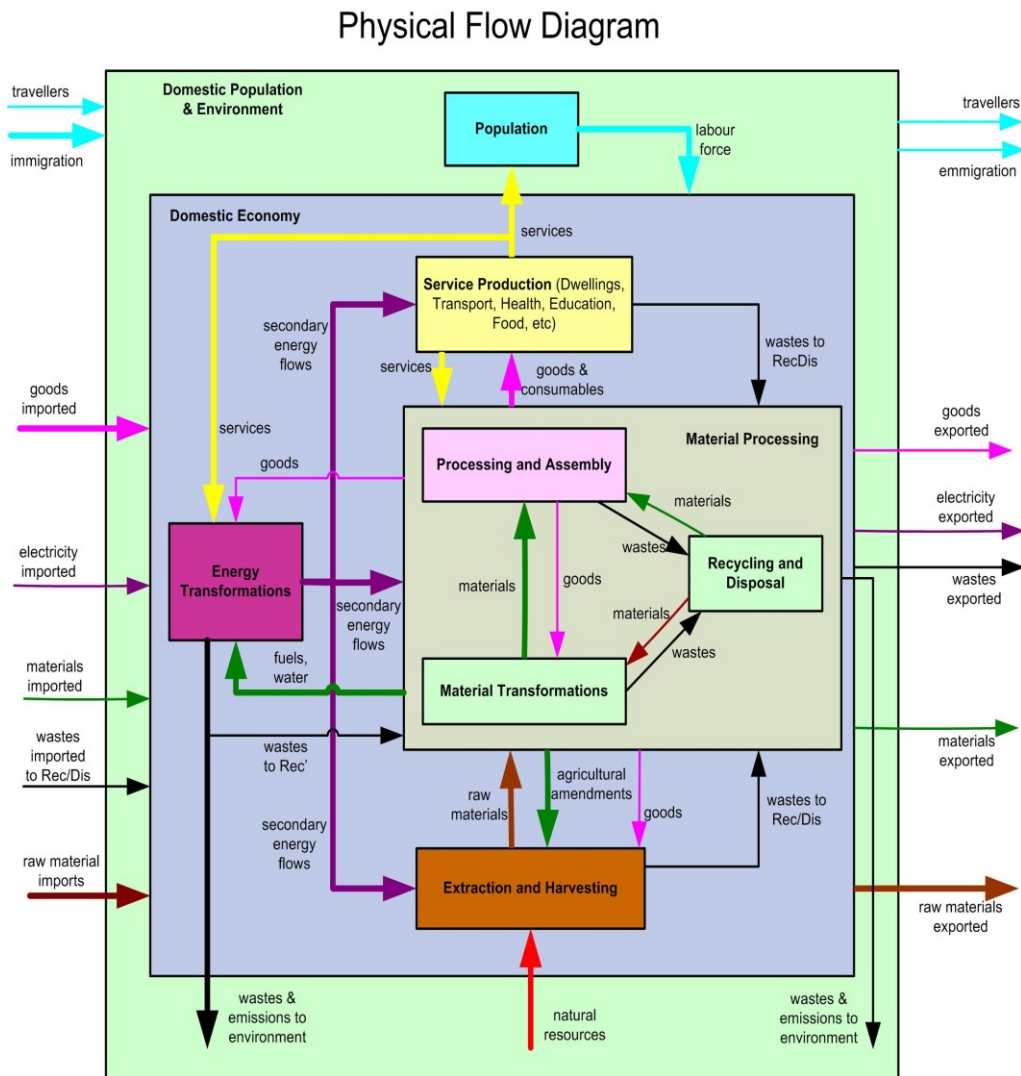 Physical Flow Diagram
travellers
immigration
Domestic Population
& Environment
travellers
emmigration
Population
labour
force
Domestic Economy
services
Service Production (Dwellings,
Transport, Health, Education,
Food, etc)
secondary
energy
flows
wastes to
RecDis
services
goods &
consumables
goods
imported
services
goods
exported
Material Processing
Processing and Assembly
goods
materials
electricity
imported
electricity
exported
Energy
Transformations
wastes
Recycling and
Disposal
wastes
exported
materials
goods
secondary
energy
flows
materials
wastes
fuels,
water
Material Transformations
materials
imported
materials
exported
wastes
imported
to Rec/Dis
wastes
to Rec'
raw
materials
agricultural
amendments
goods
wastes to
Rec/Dis
secondary
energy
flows
raw material
imports
Extraction and Harvesting
raw materials
exported
wastes &
emissions to
environment
natural
resources
wastes &
emissions to
environment